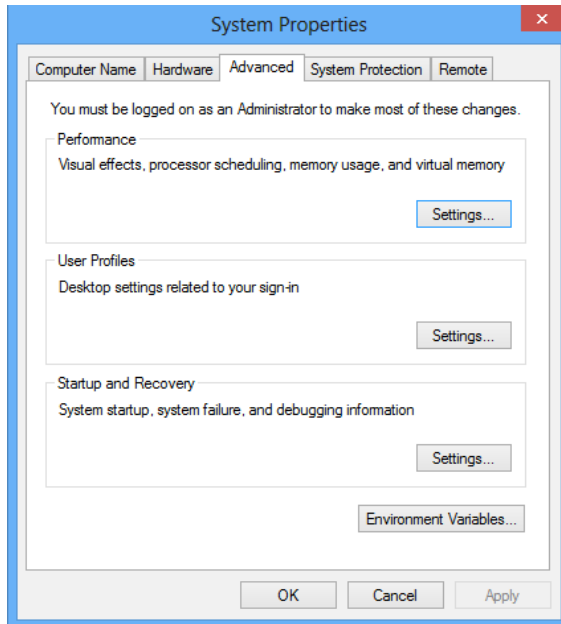 System Properties
Computer Name Hardware Advanced System Protection Remote
You must be logged on as an Administrator to make most of these changes.
Performance
Visual effects, processor scheduling, memory usage, and virtual memory
Settings...
User Profiles
Desktop settings related to your sign-in
Settings...
Startup and Recovery
System startup, system failure, and debugging information
Settings...
Environment Variables...
OK Cancel Apply